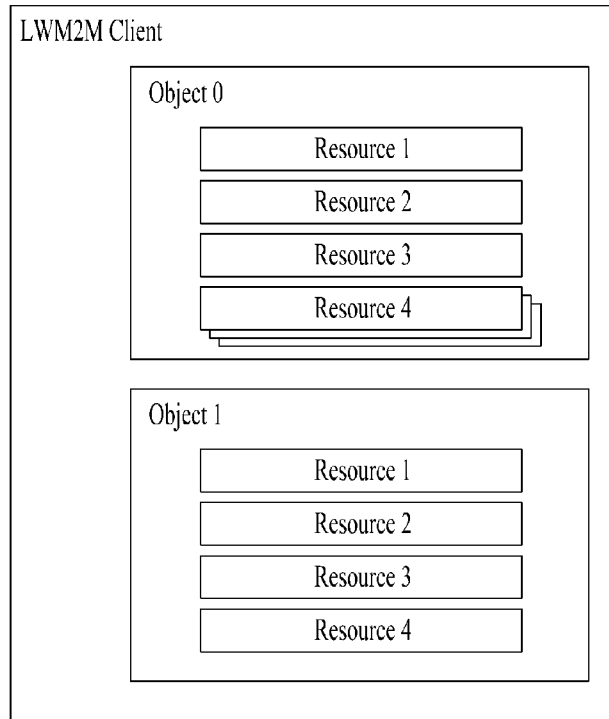 LWM2M Client
Object 0
Resource 1
Resource 2
Resource 3
Resource 4
Object 1
Resource 1
Resource 2
Resource 3
Resource 4